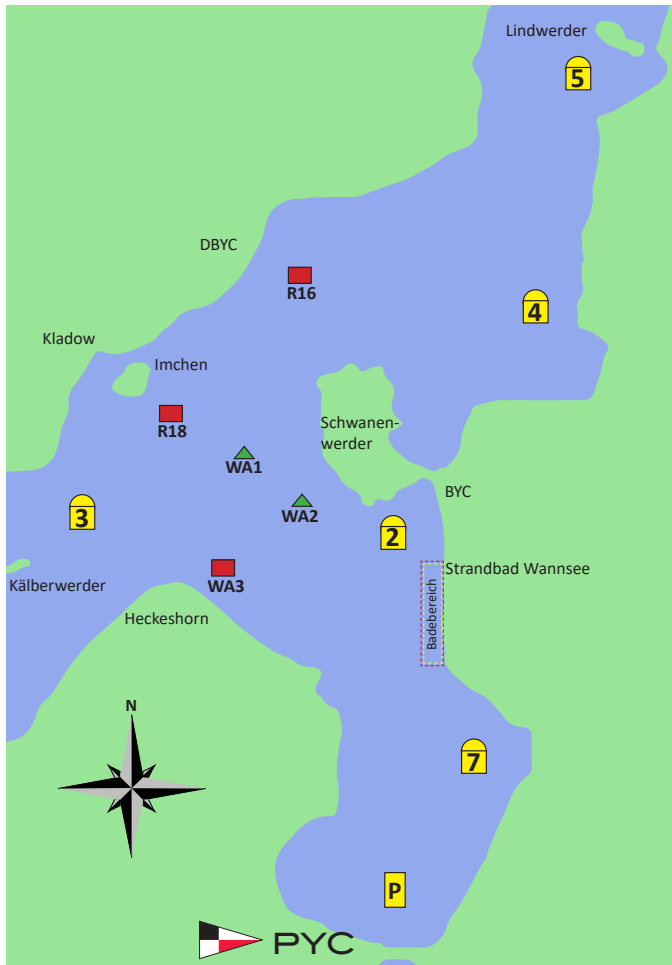 Lindwerder
5
DBYC
R16
4
Kladow
Imchen
R18
Schwanen-
werder
WA1
BYC
WA2
3
2
Strandbad Wannsee
WA3
Kälberwerder
Badebereich
Heckeshorn
N
7
P
PYC